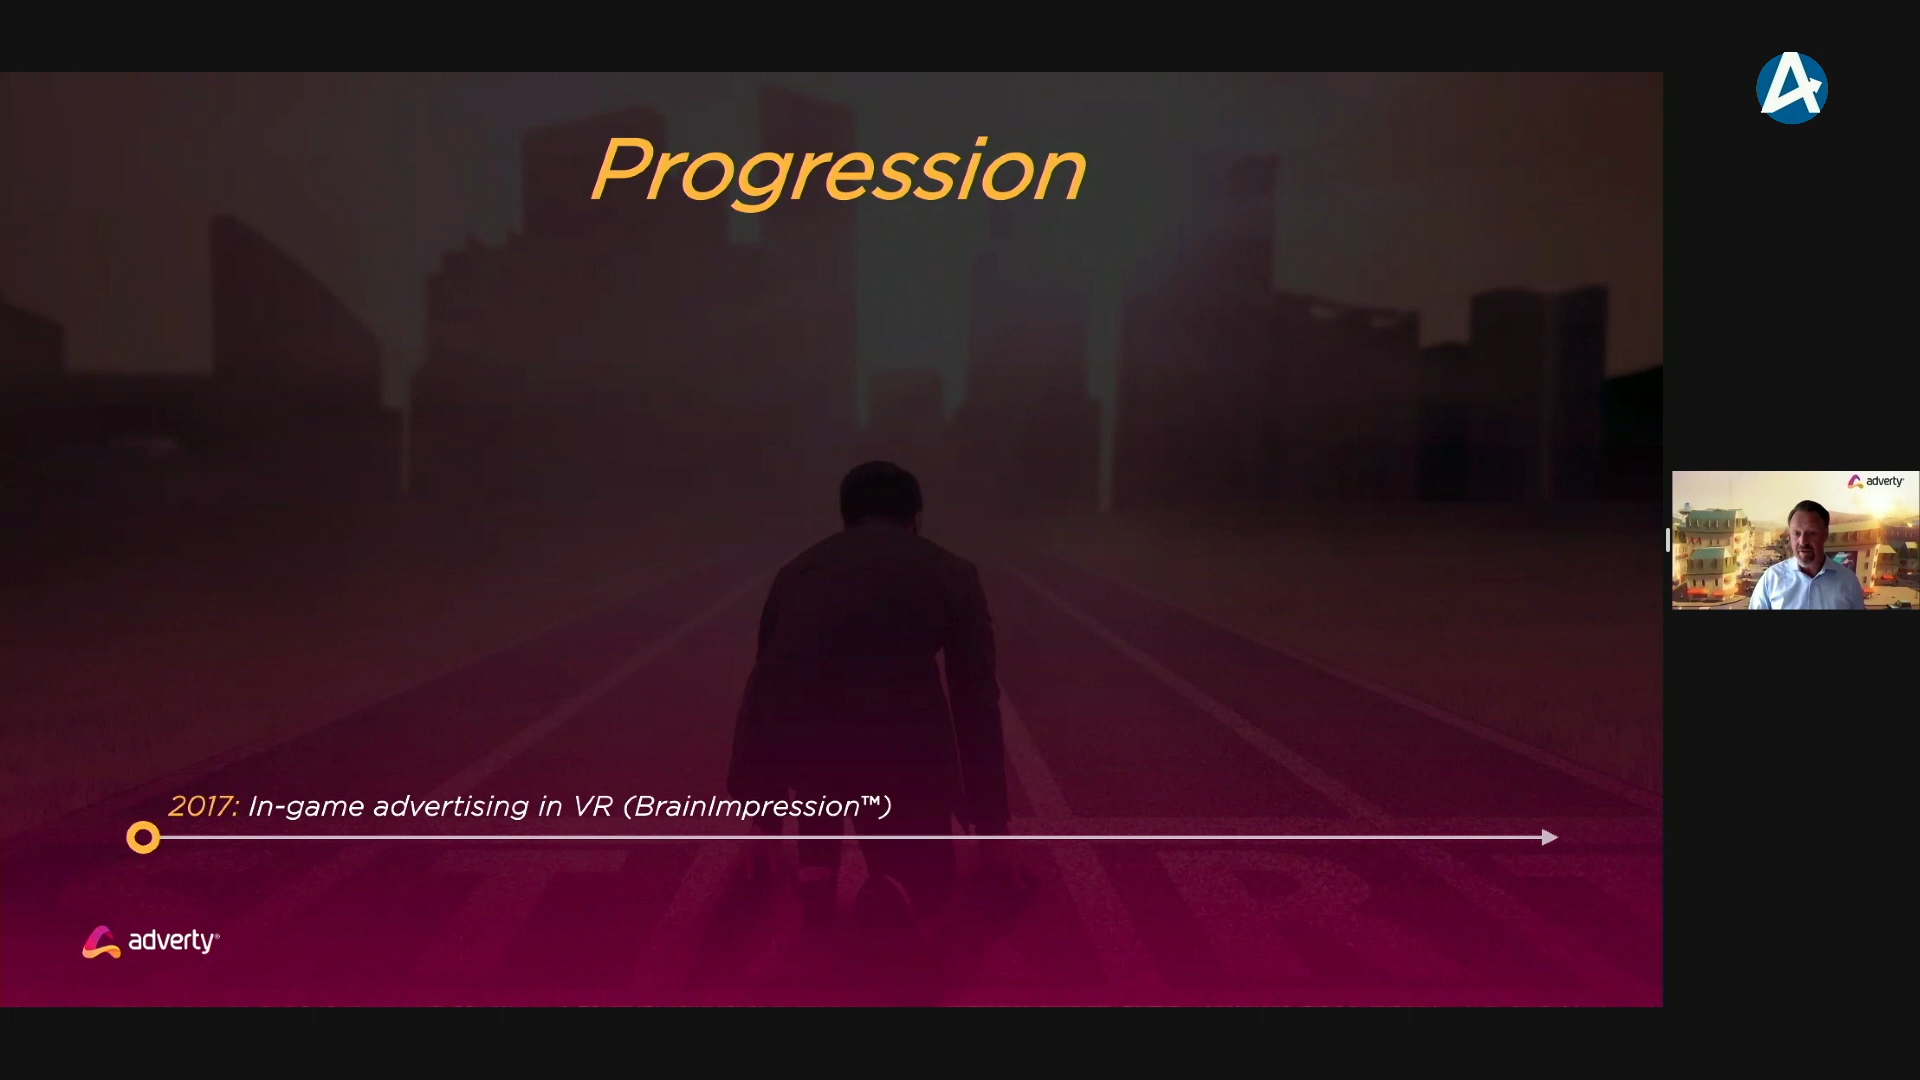 Progression
adverty®
2017: In-game advertising in VR (BrainImpression™)
adverty®